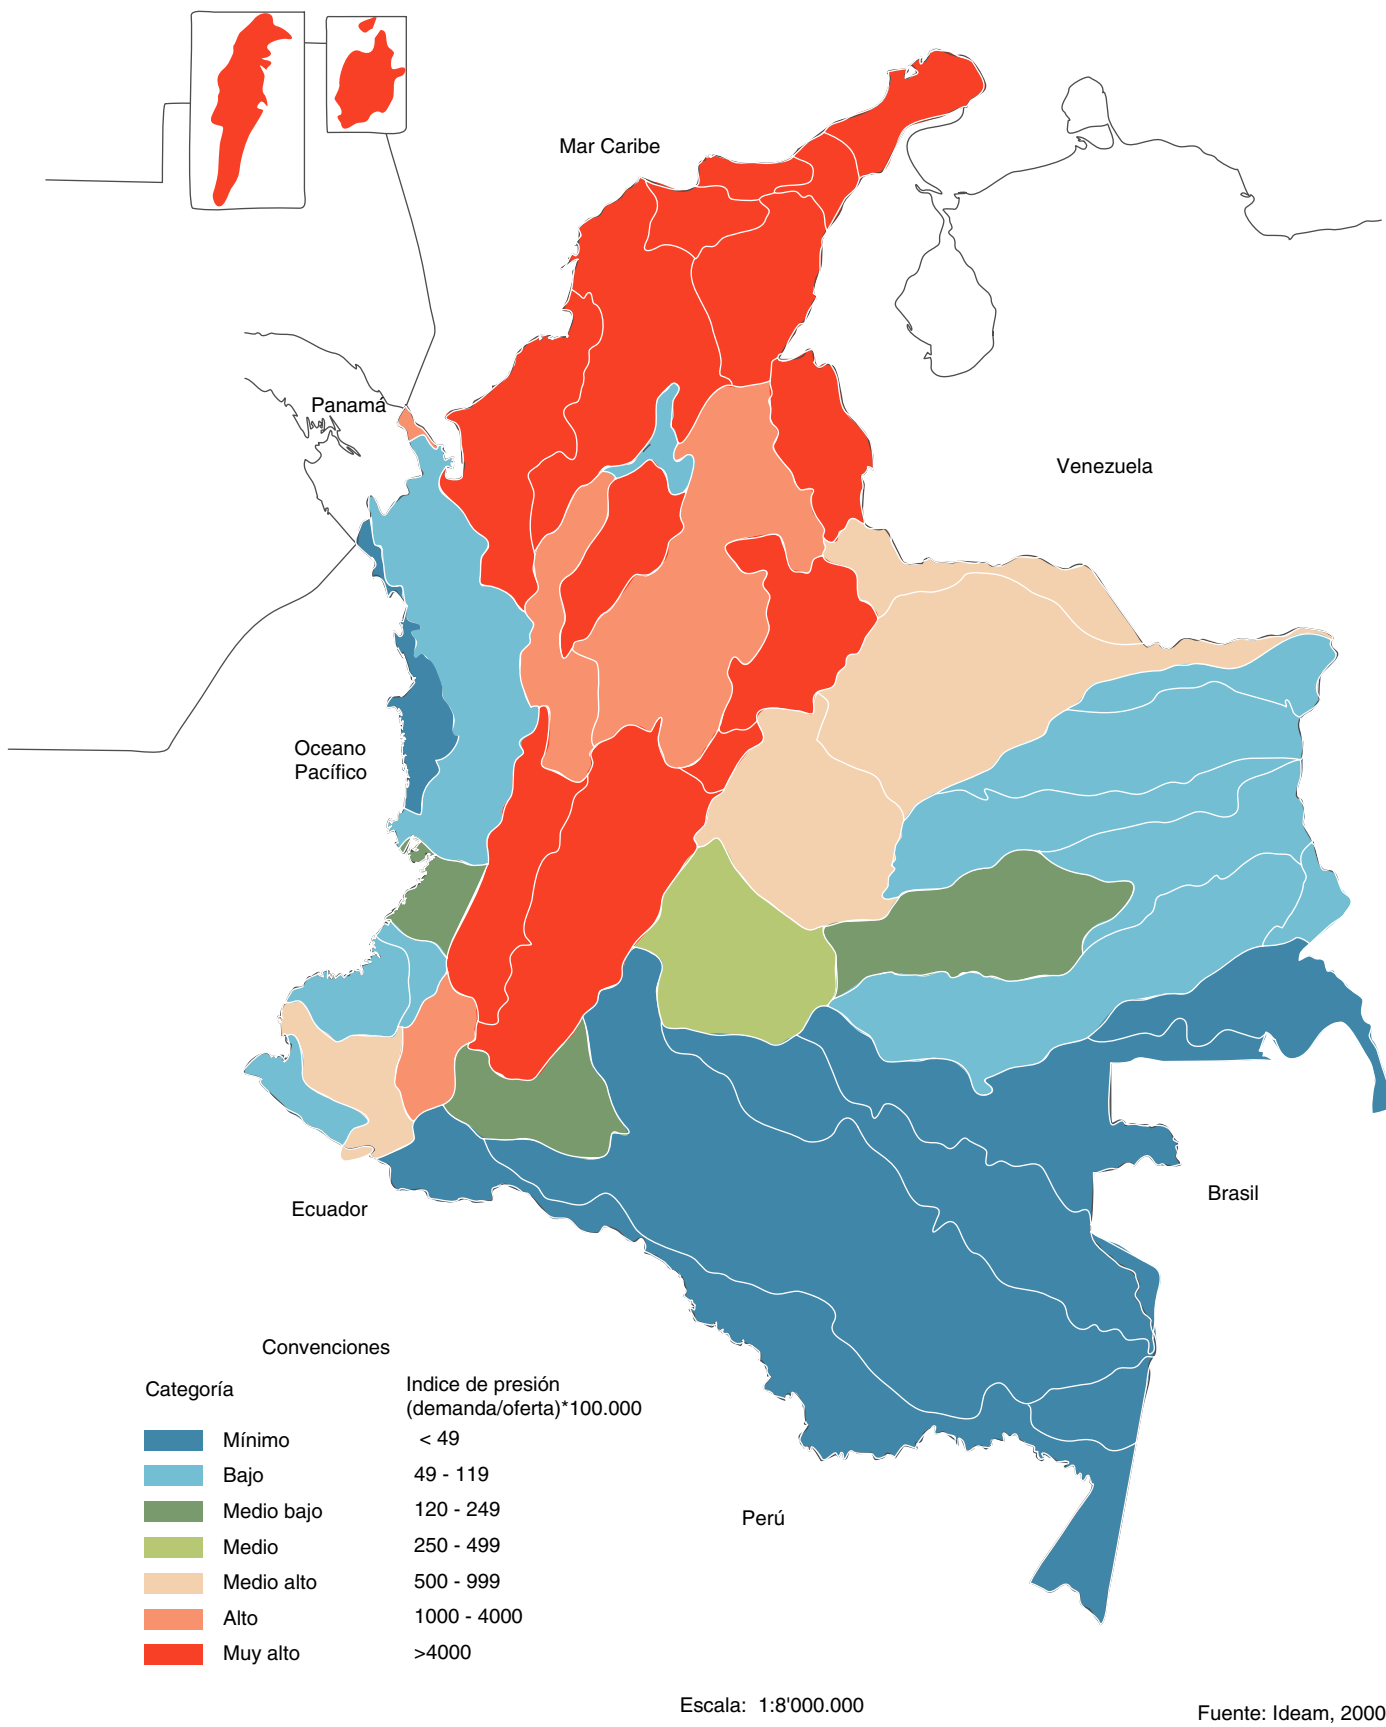 Mar Caribe
Panamá
Venezuela
Oceano
Pacífico
Brasil
Ecuador
Perú
Convenciones
Categoría
Indice de presión
(demanda/oferta)*100.000
Mínimo < 49
Bajo 49 - 119
Medio bajo 120 - 249
Medio 250 - 499
Medio alto 500 - 999
Alto 1000 - 4000
Muy alto >4000
Escala: 1:8'000.000
Fuente: Ideam, 2000